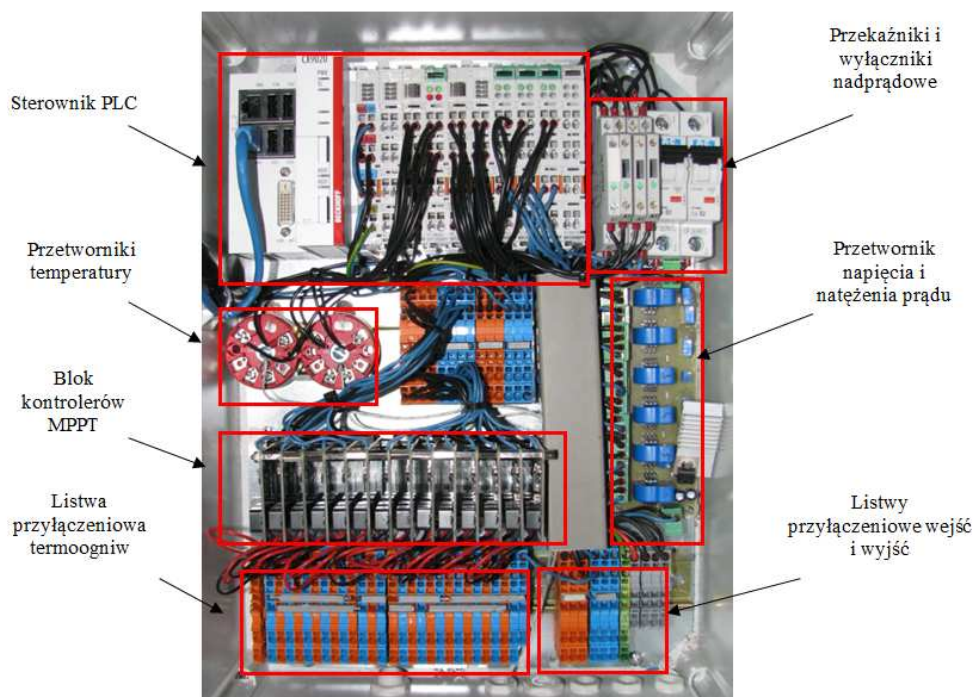 Sterownik PLC
Przetworniki
temperatury
Blok
kontrolerów
MPPT
Listwa
przyłączeniowa
termoogniw
CX9020
BECKHOFF
Przekaźniki i
wyłączniki
nadprądowe
Przetwornik
napięcia i
natężenia prądu
Listwy
przyłączeniowe wejść
i wyjść